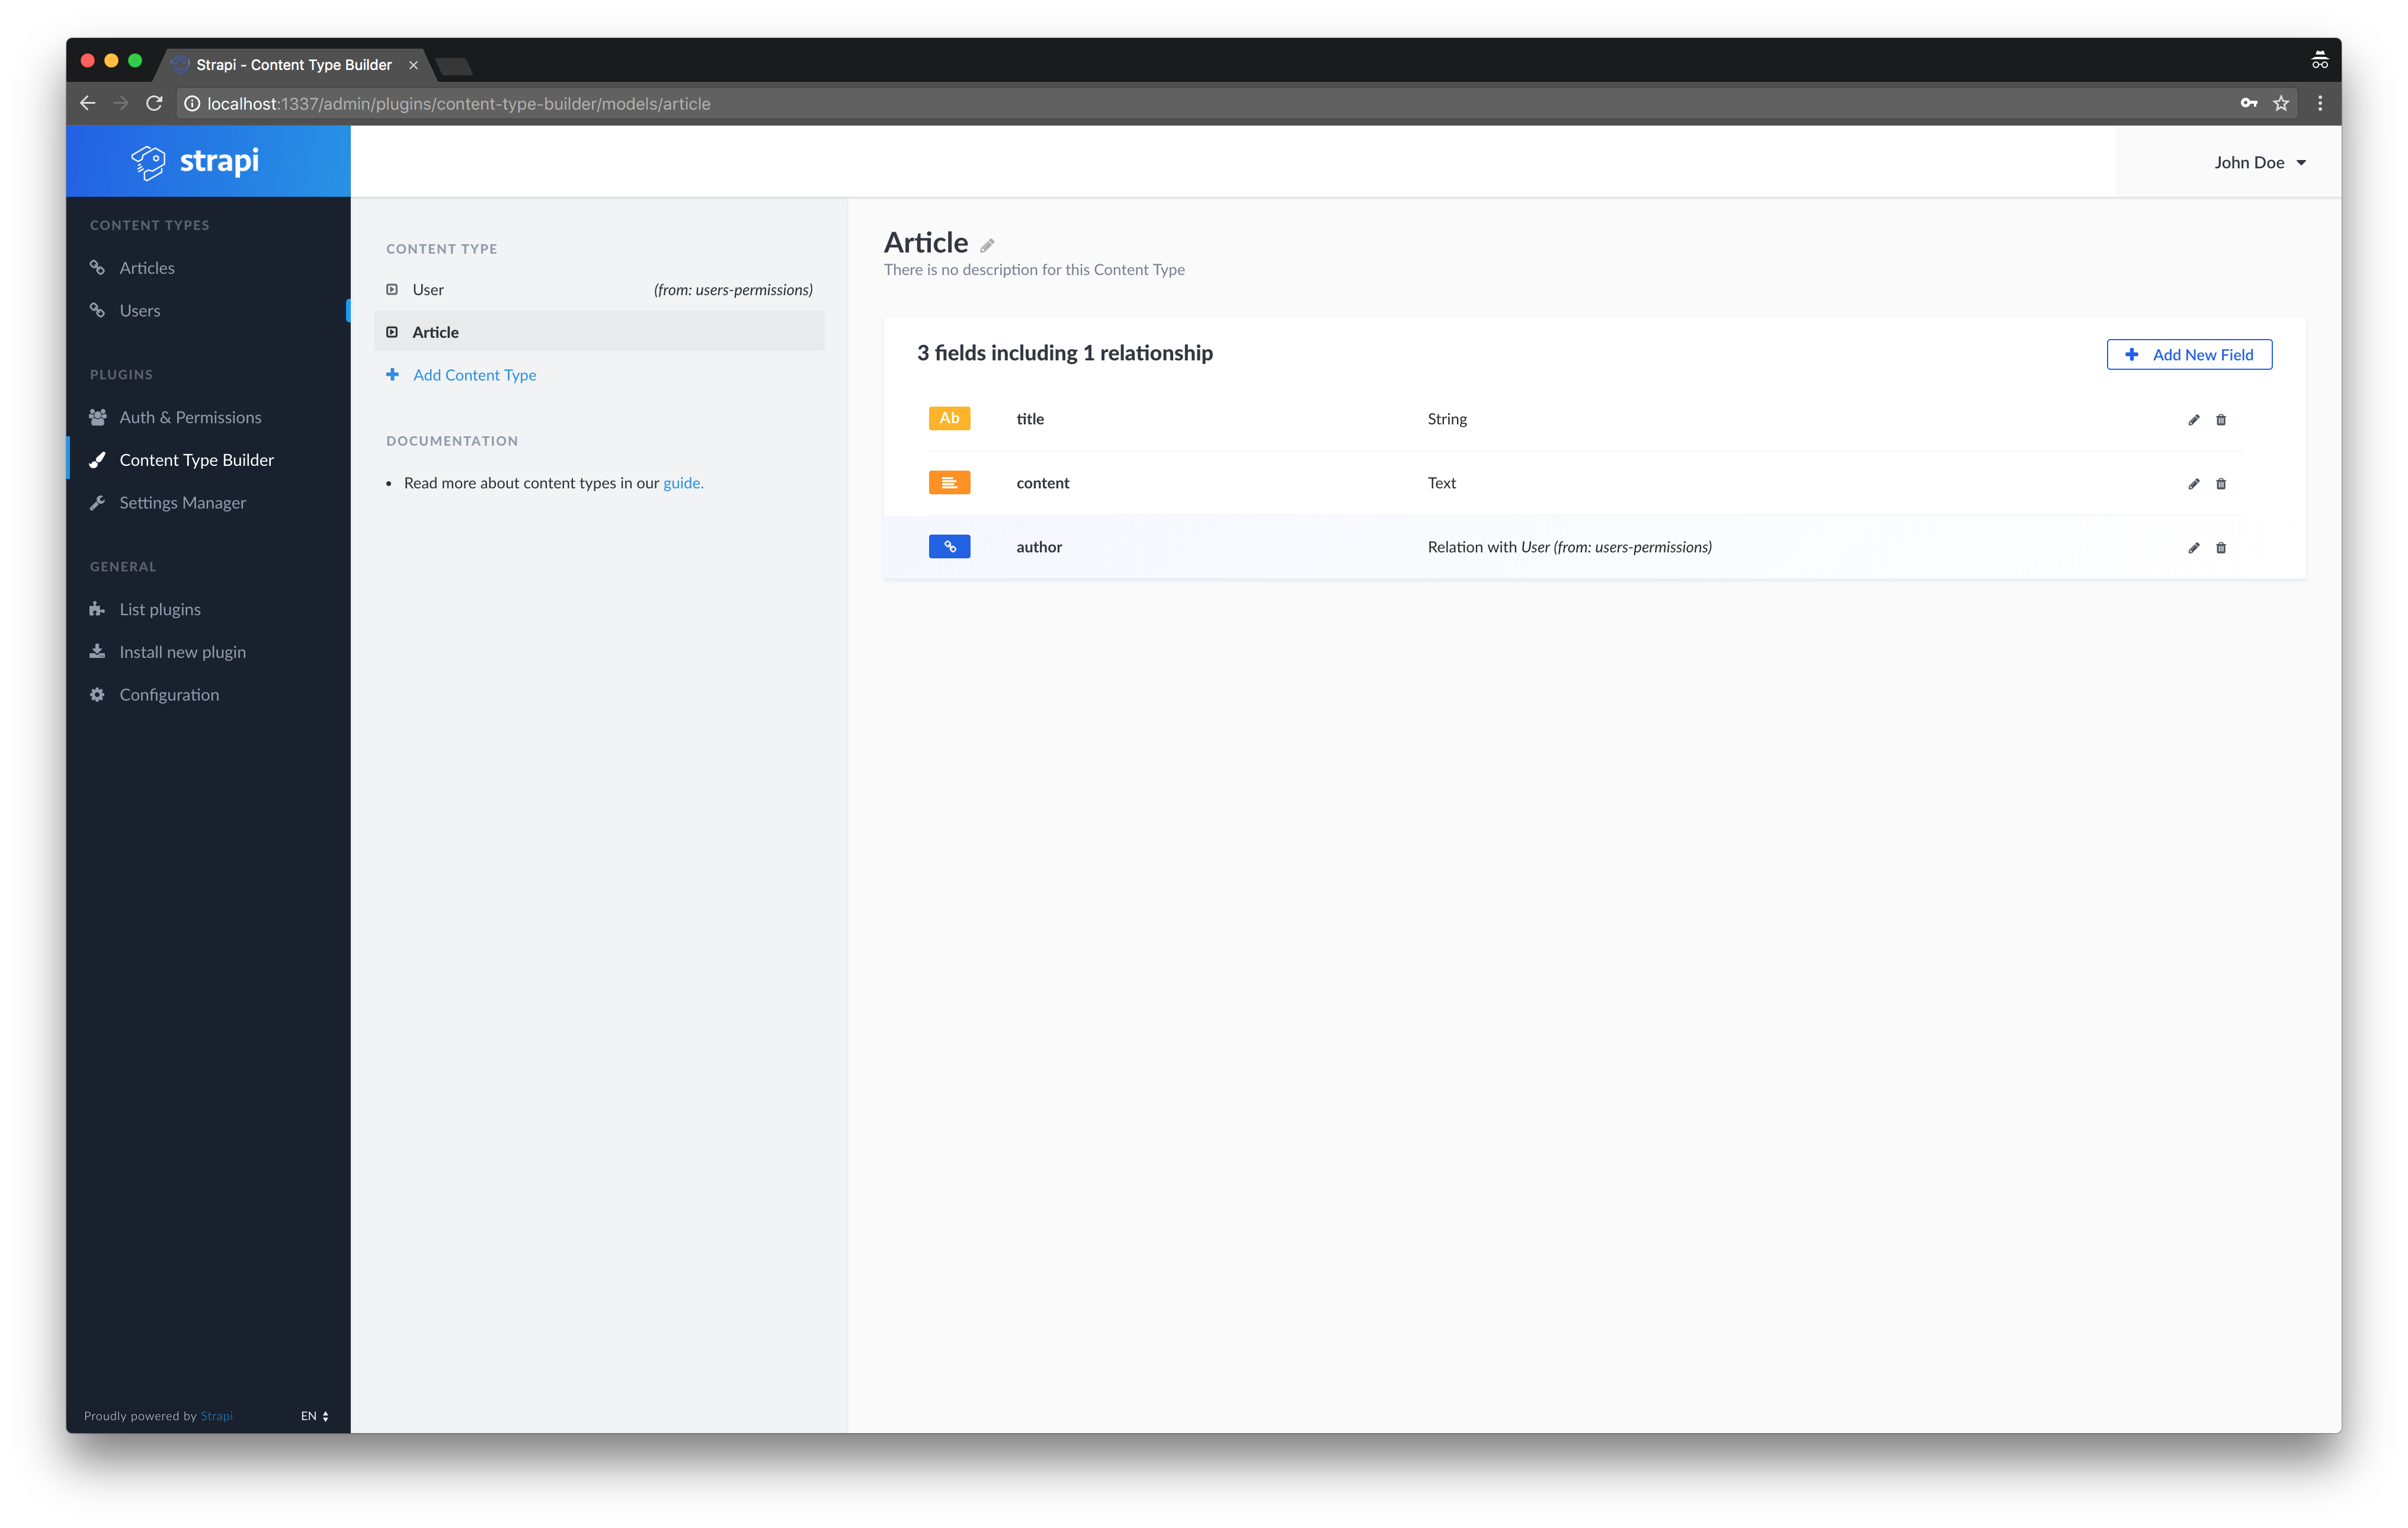 Strapi - Content Type Builder
localhost:1337/admin/plugins/content-type-builder/models/article
strapi
John Doe
CONTENT TYPES
Articles
Users
PLUGINS
Auth & Permissions
Content Type Builder
Settings Manager
GENERAL
List plugins
Install new plugin
Configuration
Proudly powered by Strapi
EN
CONTENT TYPE
User (from: users-permissions)
Article
Add Content Type
DOCUMENTATION
Read more about content types in our guide.
Article
There is no description for this Content Type
3 fields including 1 relationship
Add New Field
Ab title String
content Text
author Relation with User (from: users-permissions)